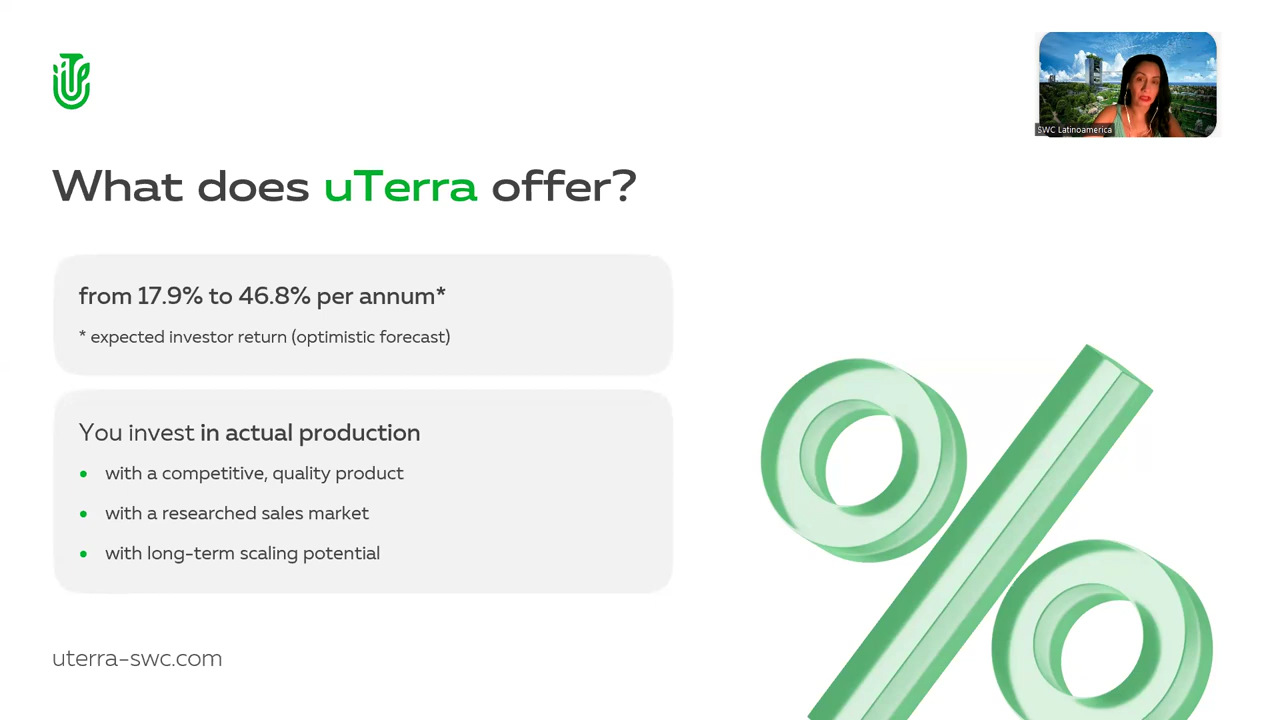 SWC Latinoamerica
What does uTerra offer?
from 17.9% to 46.8% per annum*
* expected investor return (optimistic forecast)
You invest in actual production
with a competitive, quality product
with a researched sales market
with long-term scaling potential
uterra-swc.com